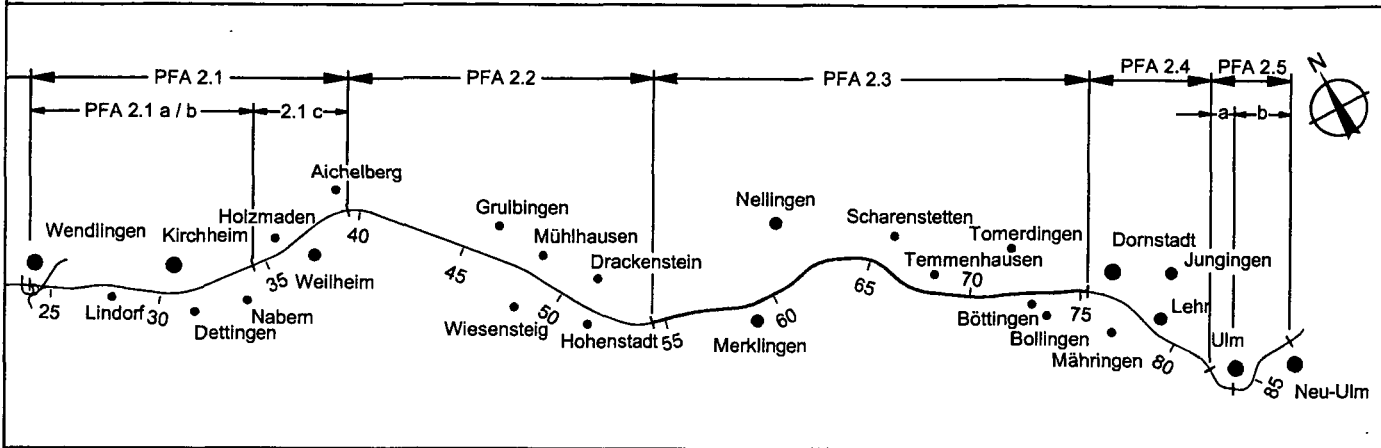 PFA 2.1
PFA 2.2
PFA 2.3
PFA 2.4
PFA 2.5
N
PFA 2.1 a / b
2.1 c
a
b
Aichelberg
Wendlingen
Kirchheim
Holzmaden
Weilheim
Lindorf
Dettingen
Nabern
Gruibingen
Mühlhausen
Drackenstein
Wiesensteig
Hohenstadt
Nellingen
Merklingen
Scharenstetten
Temmenhausen
Tomerdingen
Böttingen
Bollingen
Mähringen
Dornstadt
Jungingen
Lehr
Ulm
Neu-Ulm
25
30
35
40
45
50
55
60
65
70
75
80
85